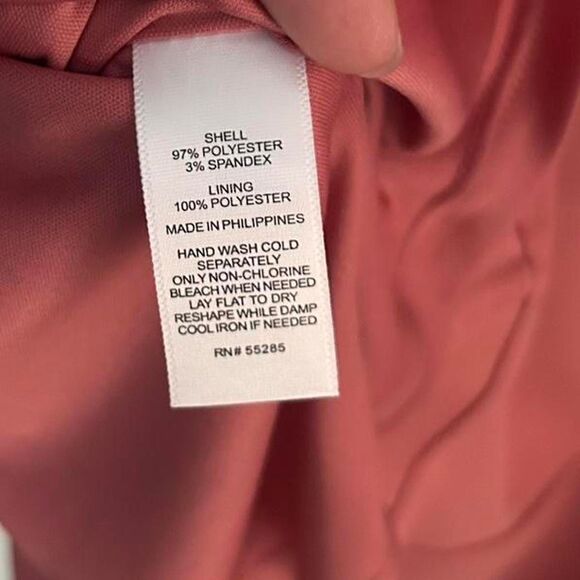 SHELL
97% POLYESTER
3% SPANDEX
LINING
100% POLYESTER
MADE IN PHILIPPINES
HAND WASH COLD
SEPARATELY
ONLY NON-CHLORINE
BLEACH WHEN NEEDED
LAY FLAT TO DRY
RESHAPE WHILE DAMP
COOL IRON IF NEEDED
RN# 55285